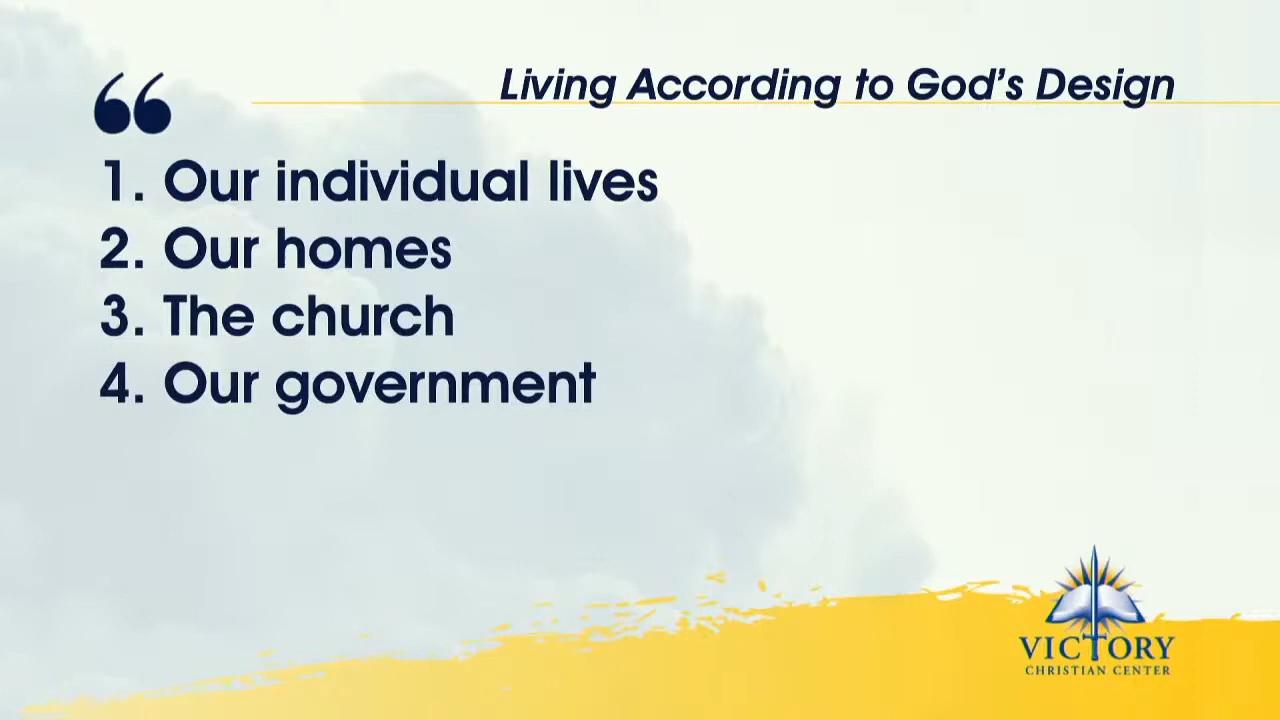 Living According to God's Design
“
1. Our individual lives
2. Our homes
3. The church
4. Our government
VICTORY
CHRISTIAN CENTER